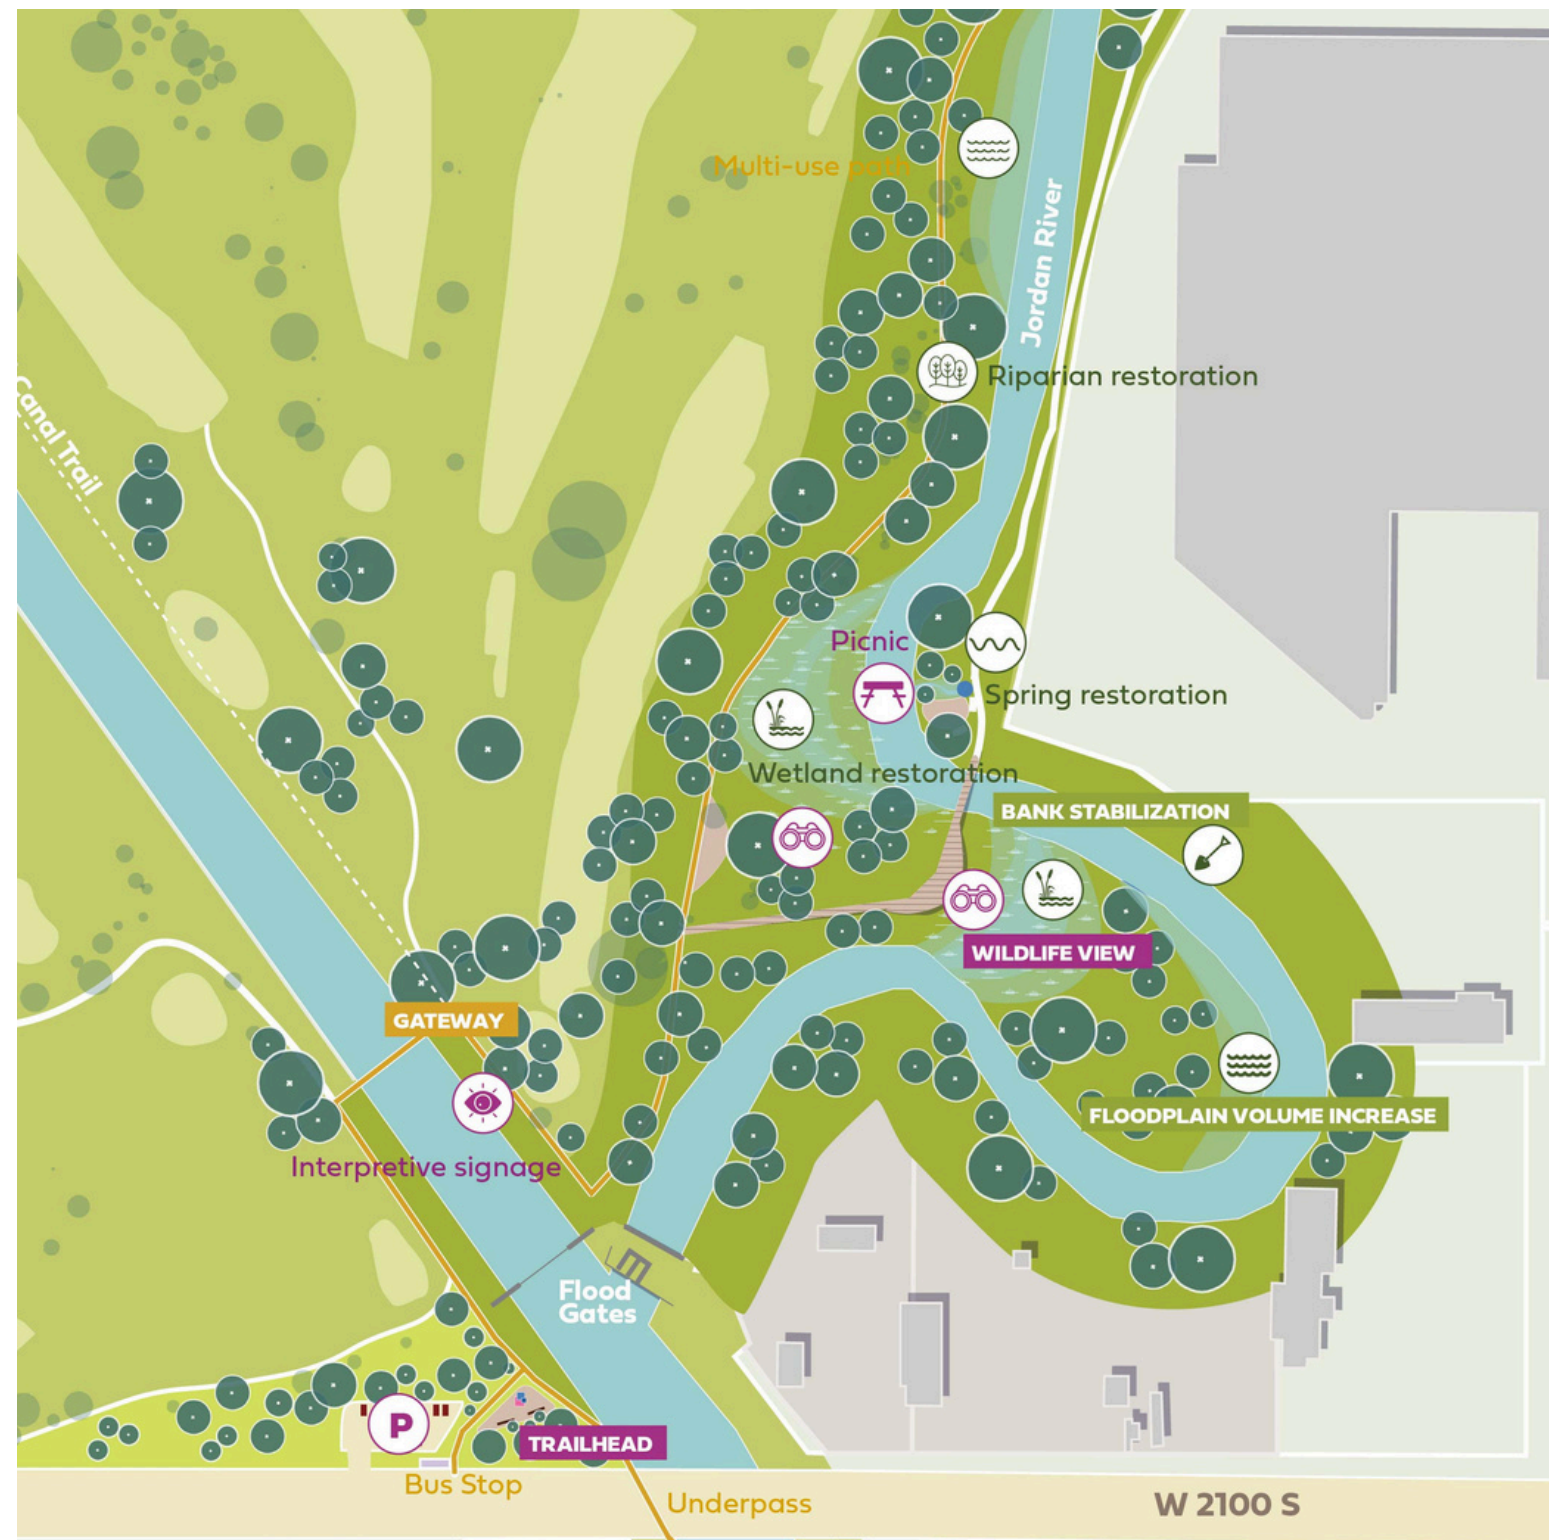 Multi-use path
Jordan River
Riparian restoration
Canal Trail
Picnic
Spring restoration
Wetland restoration
BANK STABILIZATION
WILDLIFE VIEW
GATEWAY
FLOODPLAIN VOLUME INCREASE
Interpretive signage
Flood
Gates
P
TRAILHEAD
Bus Stop
Underpass
W 2100 S